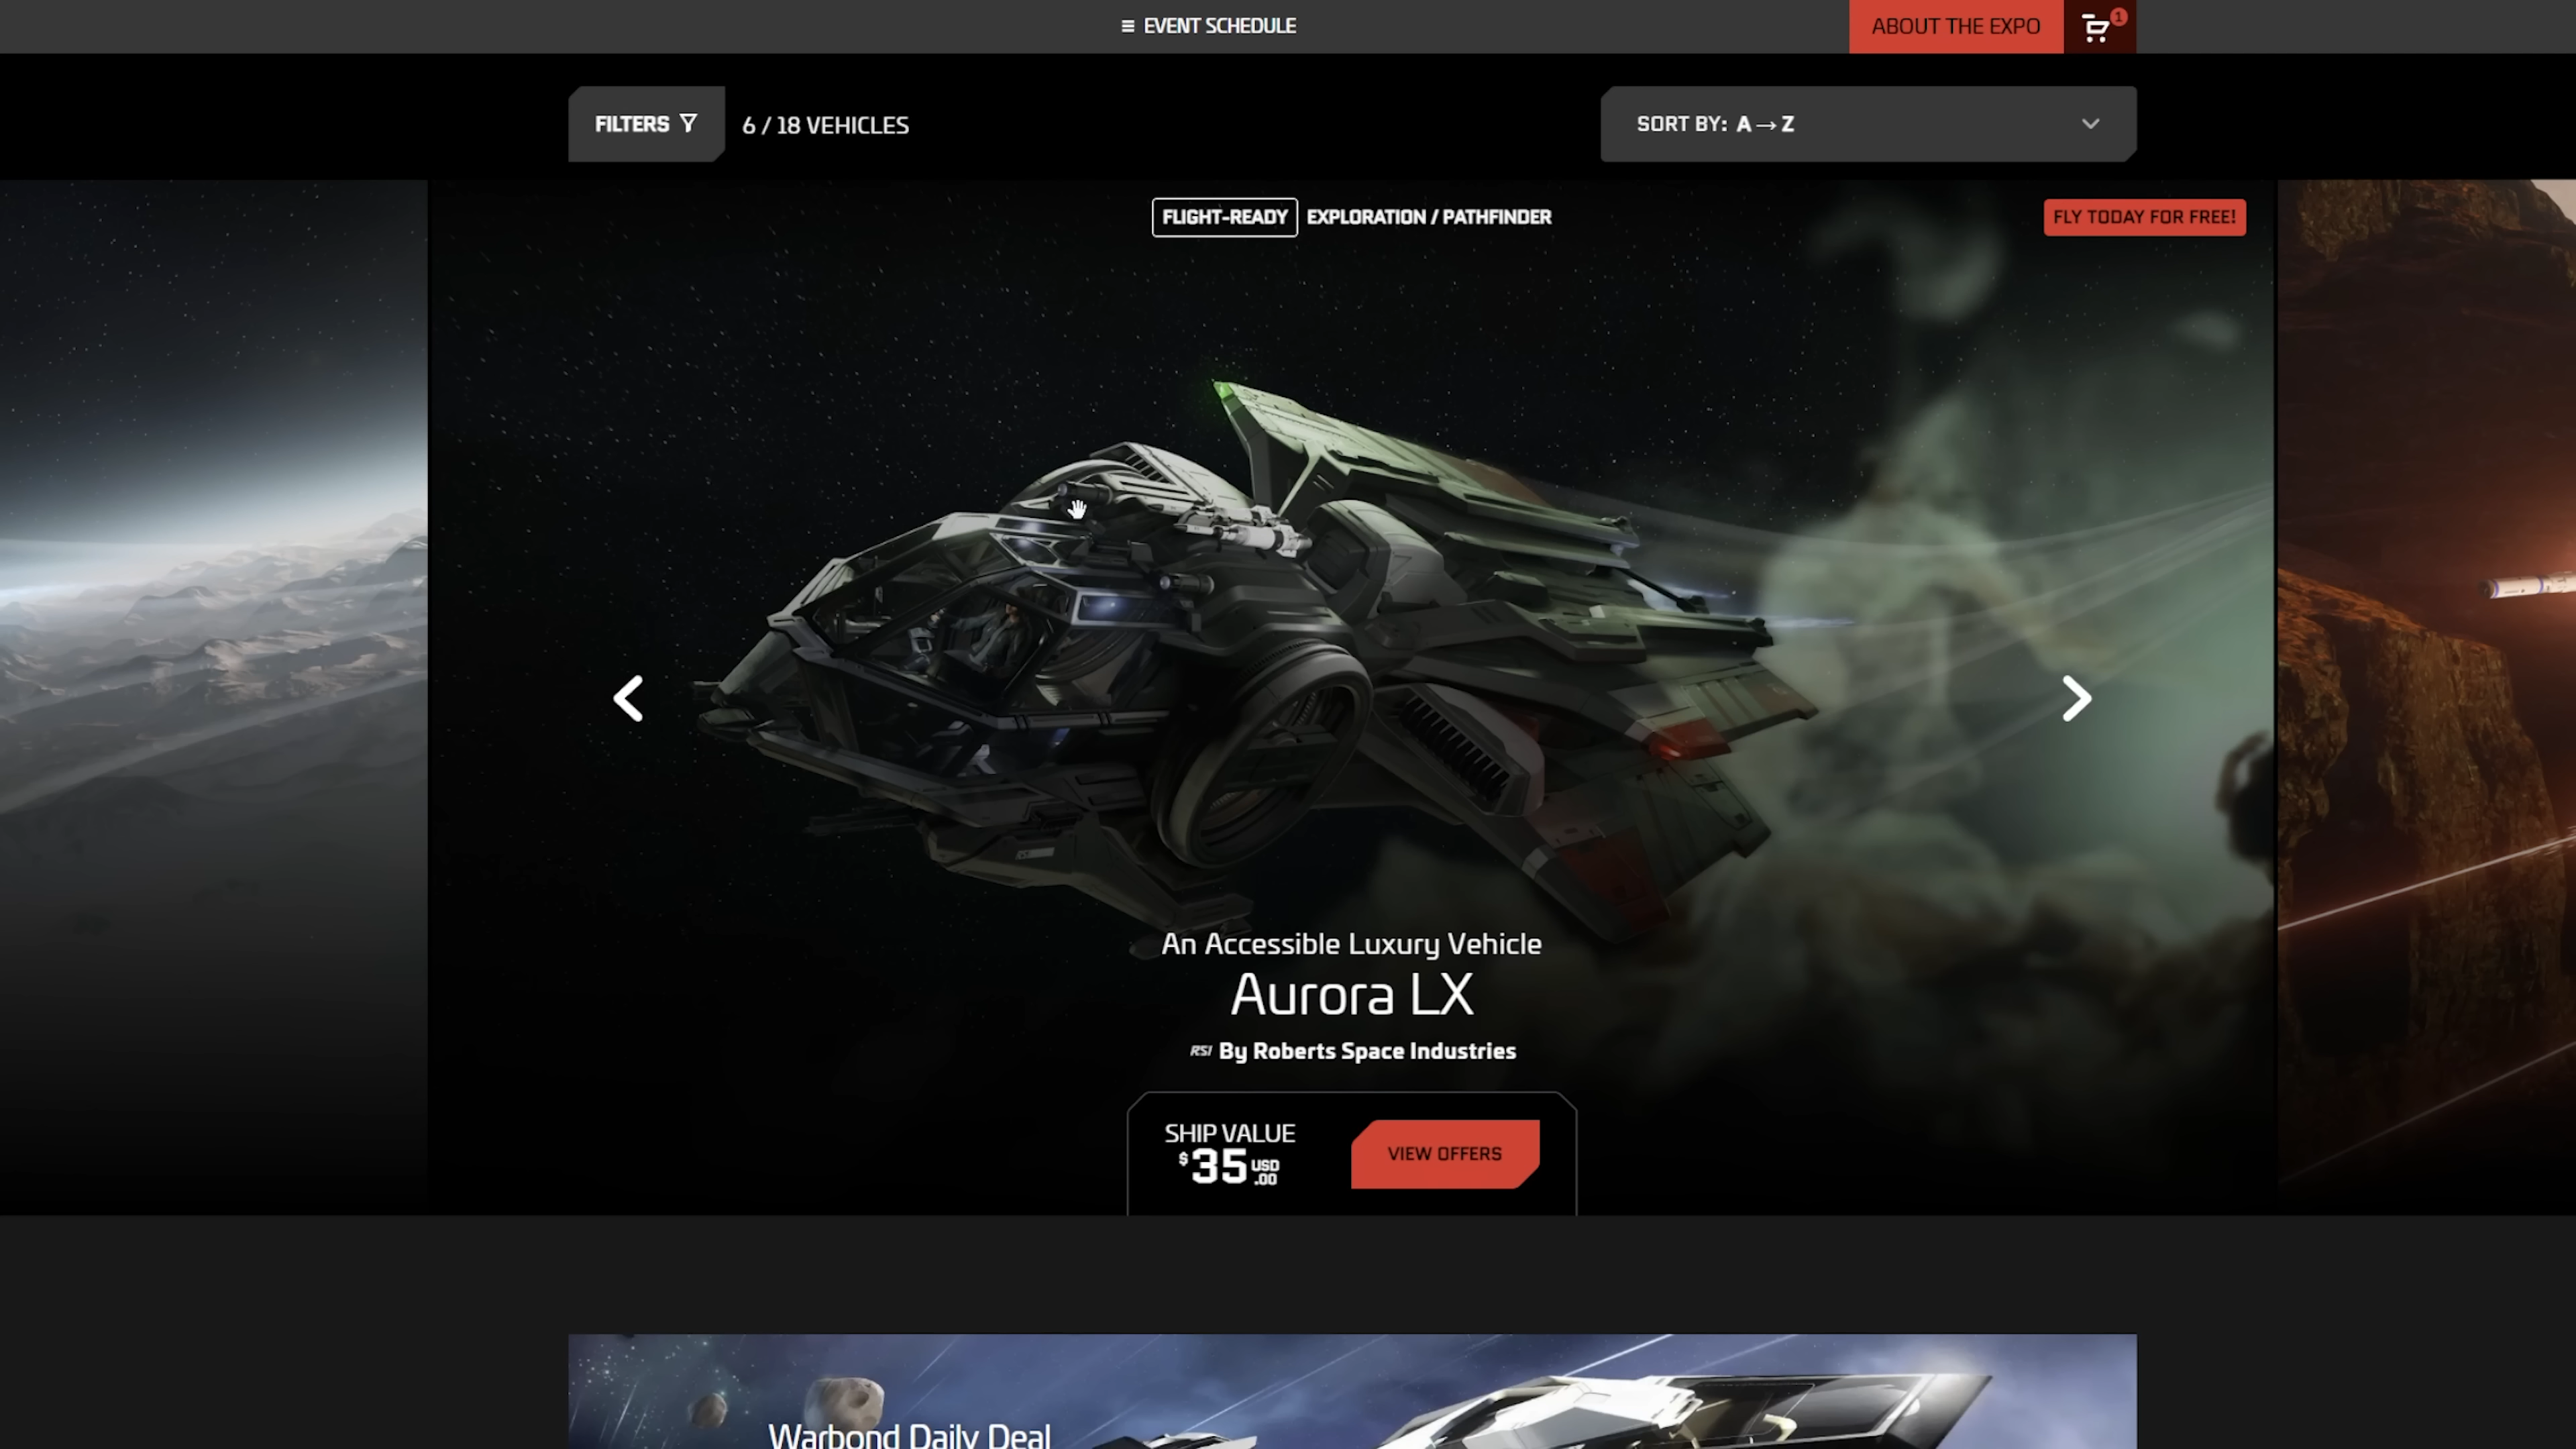 EVENT SCHEDULE
ABOUT THE EXPO
1
FILTERS
6 / 18 VEHICLES
SORT BY: A → Z
FLIGHT-READY EXPLORATION / PATHFINDER
FLY TODAY FOR FREE!
An Accessible Luxury Vehicle
Aurora LX
RSI By Roberts Space Industries
SHIP VALUE
$35 USD .00
VIEW OFFERS
Warbond Daily Deal